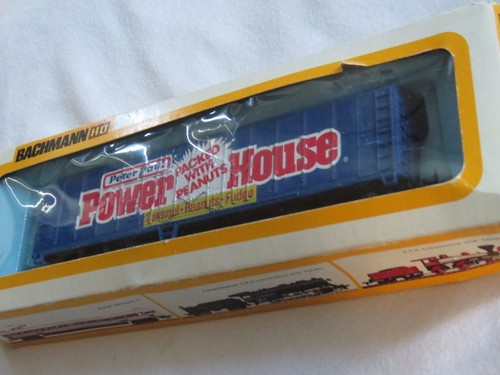 BACHMANN HO
Peter Paul
Power House
PACKED
WITH
PEANUTS
Caramel • Peanuts • Fudge